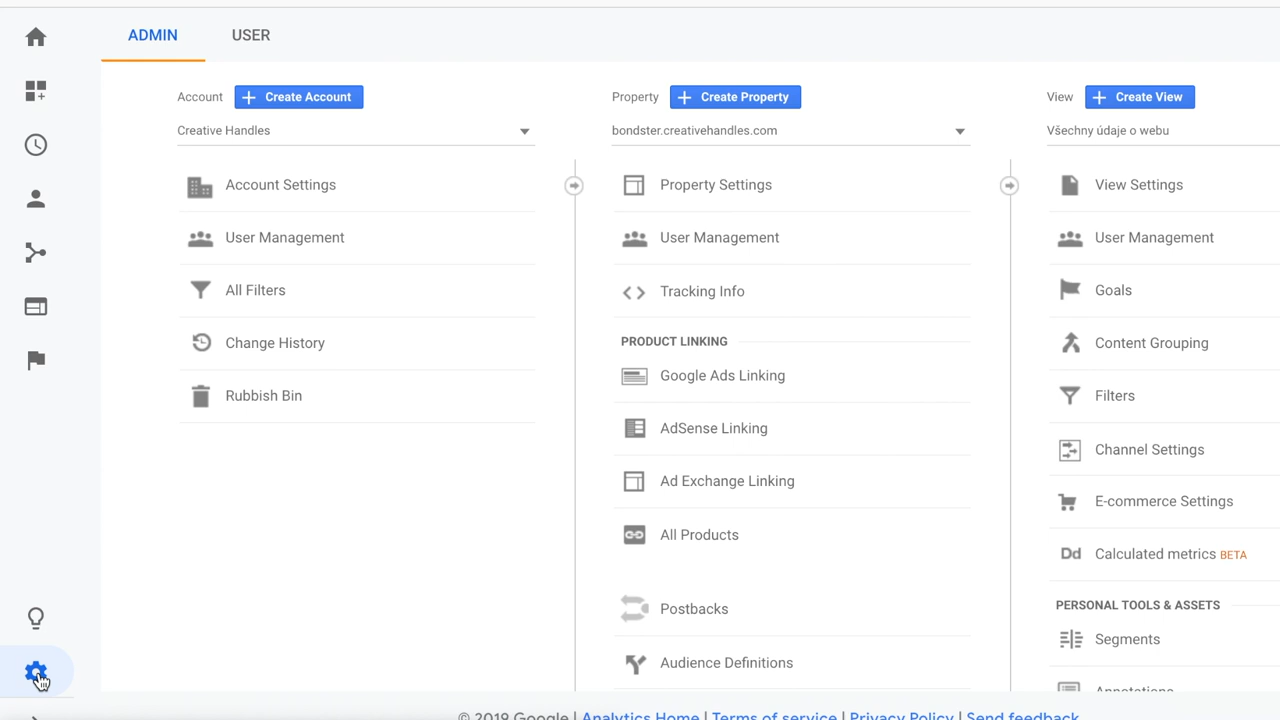 ADMIN
USER
Account
Create Account
Creative Handles
Account Settings
User Management
All Filters
Change History
Rubbish Bin
Property
Create Property
bondster.creativehandles.com
Property Settings
User Management
Tracking Info
PRODUCT LINKING
Google Ads Linking
AdSense Linking
Ad Exchange Linking
All Products
Postbacks
Audience Definitions
View
Create View
Všechny údaje o webu
View Settings
User Management
Goals
Content Grouping
Filters
Channel Settings
E-commerce Settings
Dd Calculated metrics BETA
PERSONAL TOOLS & ASSETS
Segments
Annotations
© 2019 Google | Analytics Home | Terms of service | Privacy Policy | Send feedback